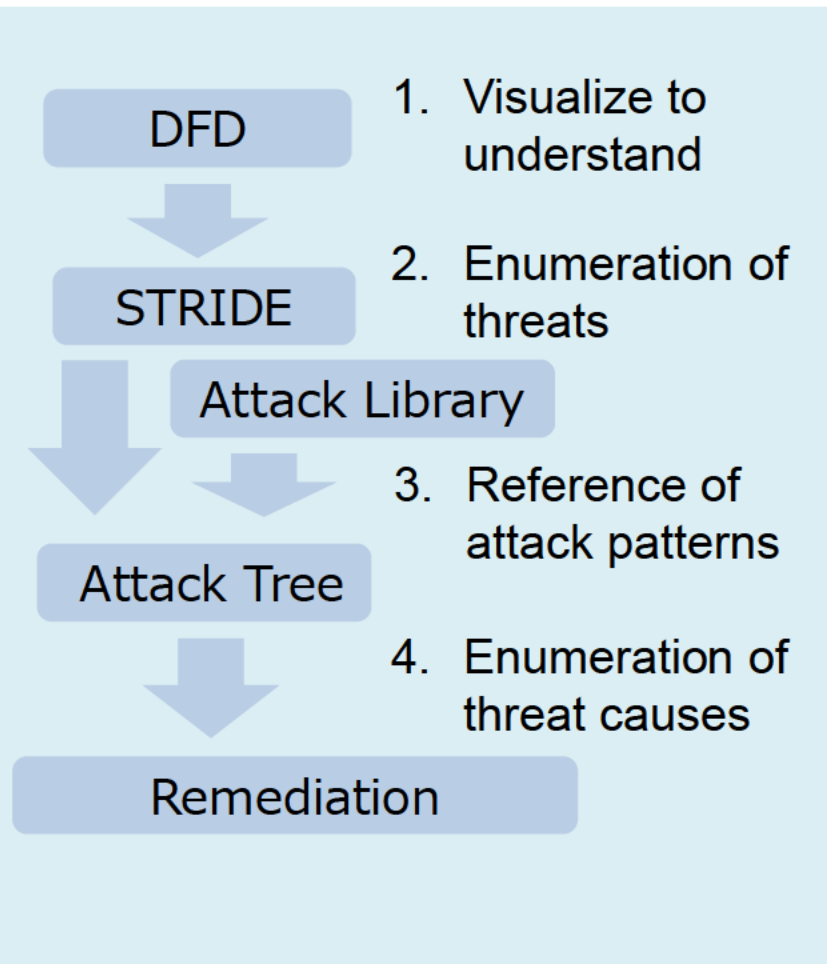 DFD
1. Visualize to
understand
STRIDE
2. Enumeration of
threats
Attack Library
3. Reference of
attack patterns
Attack Tree
4. Enumeration of
threat causes
Remediation